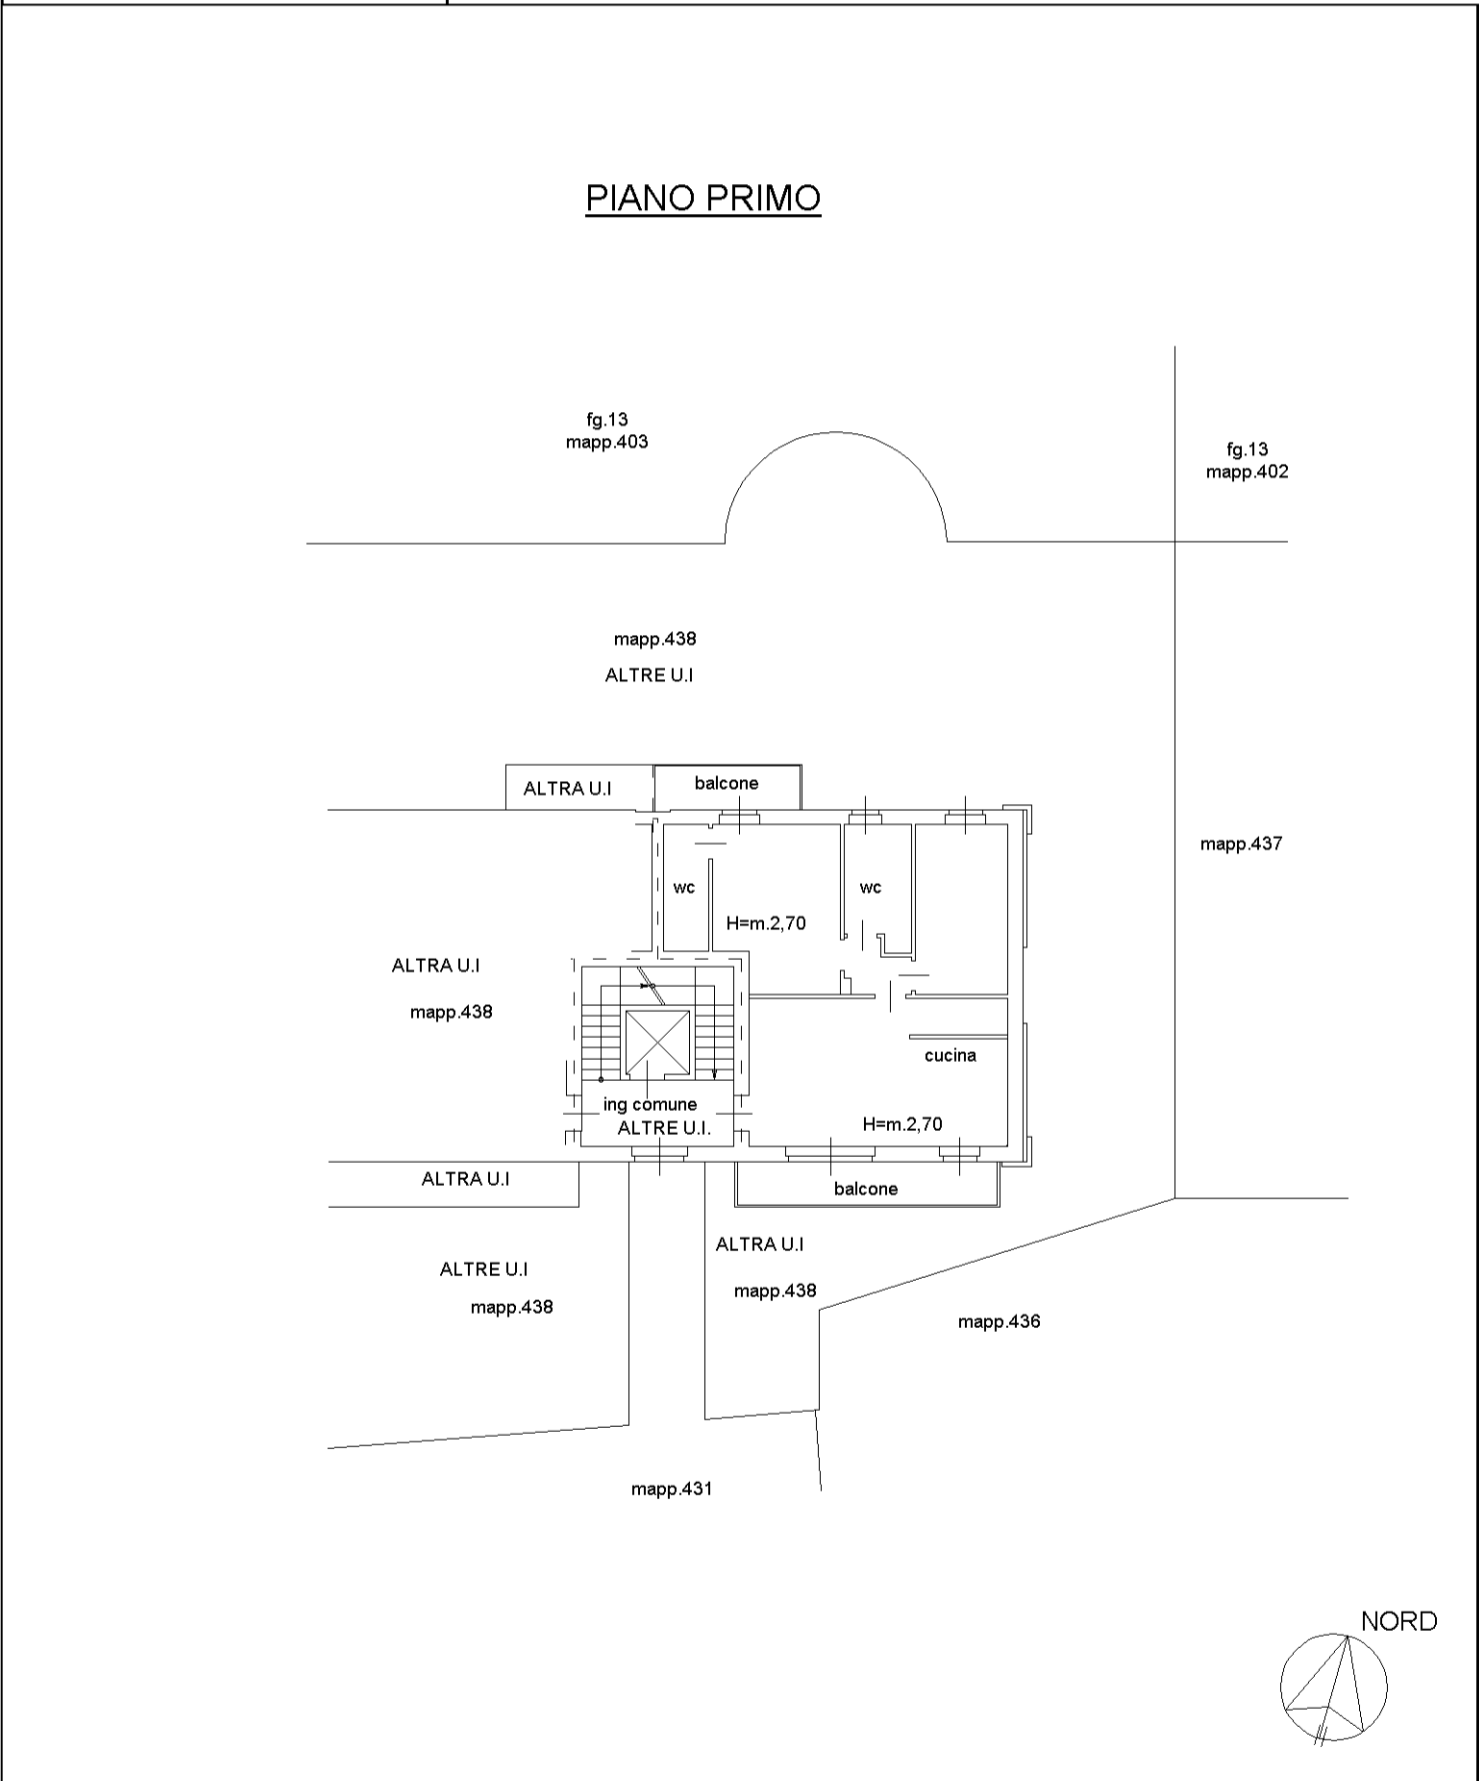 PIANO PRIMO
fg.13
mapp.403
fg.13
mapp.402
mapp.438
ALTRE U.I
ALTRA U.I
balcone
mapp.437
wc
wc
H=m.2,70
ALTRA U.I
mapp.438
cucina
ing comune
ALTRE U.I.
H=m.2,70
ALTRA U.I
balcone
ALTRA U.I
mapp.438
ALTRE U.I
mapp.438
mapp.436
mapp.431
NORD